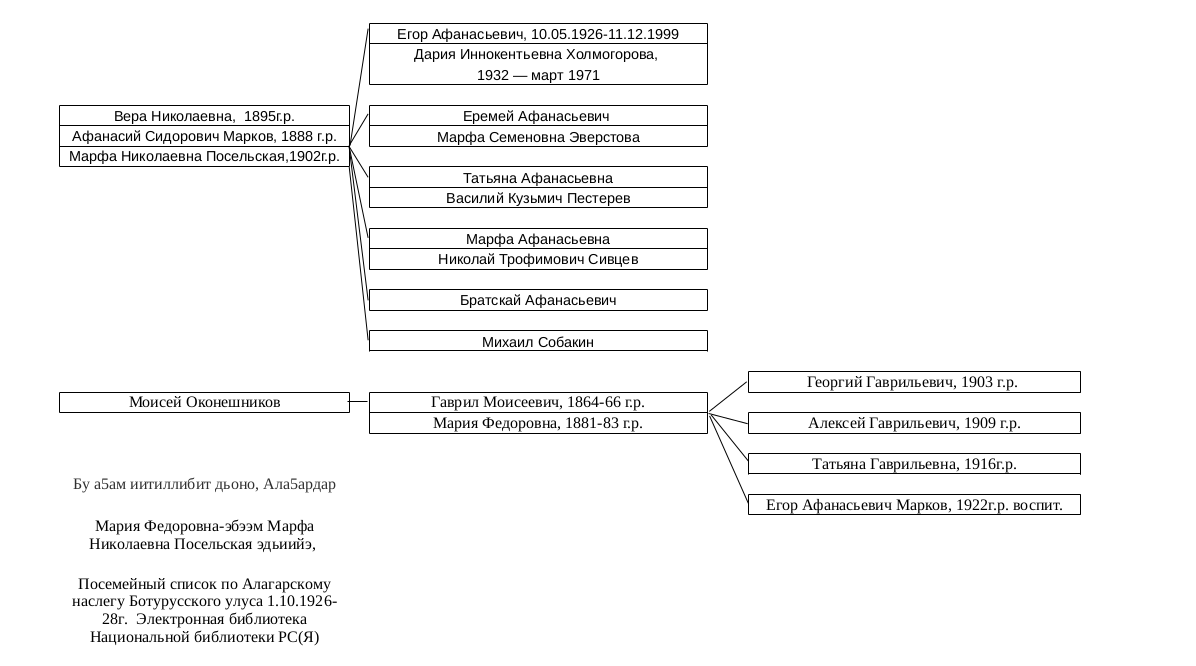 Егор Афанасьевич, 10.05.1926-11.12.1999
Дария Иннокентьевна Холмогорова,
1932 — март 1971
Вера Николаевна,  1895г.р.
Афанасий Сидорович Марков, 1888 г.р.
Марфа Николаевна Посельская,1902г.р.
Еремей Афанасьевич
Марфа Семеновна Эверстова
Татьяна Афанасьевна
Василий Кузьмич Пестерев
Марфа Афанасьевна
Николай Трофимович Сивцев
Братскай Афанасьевич
Михаил Собакин
Моисей Оконешников
Гаврил Моисеевич, 1864-66 г.р.
Мария Федоровна, 1881-83 г.р.
Георгий Гаврильевич, 1903 г.р.
Алексей Гаврильевич, 1909 г.р.
Татьяна Гаврильевна, 1916г.р.
Егор Афанасьевич Марков, 1922г.р. воспит.
Бу а5ам иитиллибит дьоно, Ала5ардар
Мария Федоровна-эбээм Марфа
Николаевна Посельская эдьиийэ,
Посемейный список по Алагарскому
наслегу Ботурусского улуса 1.10.1926-
28г.  Электронная библиотека
Национальной библиотеки РС(Я)